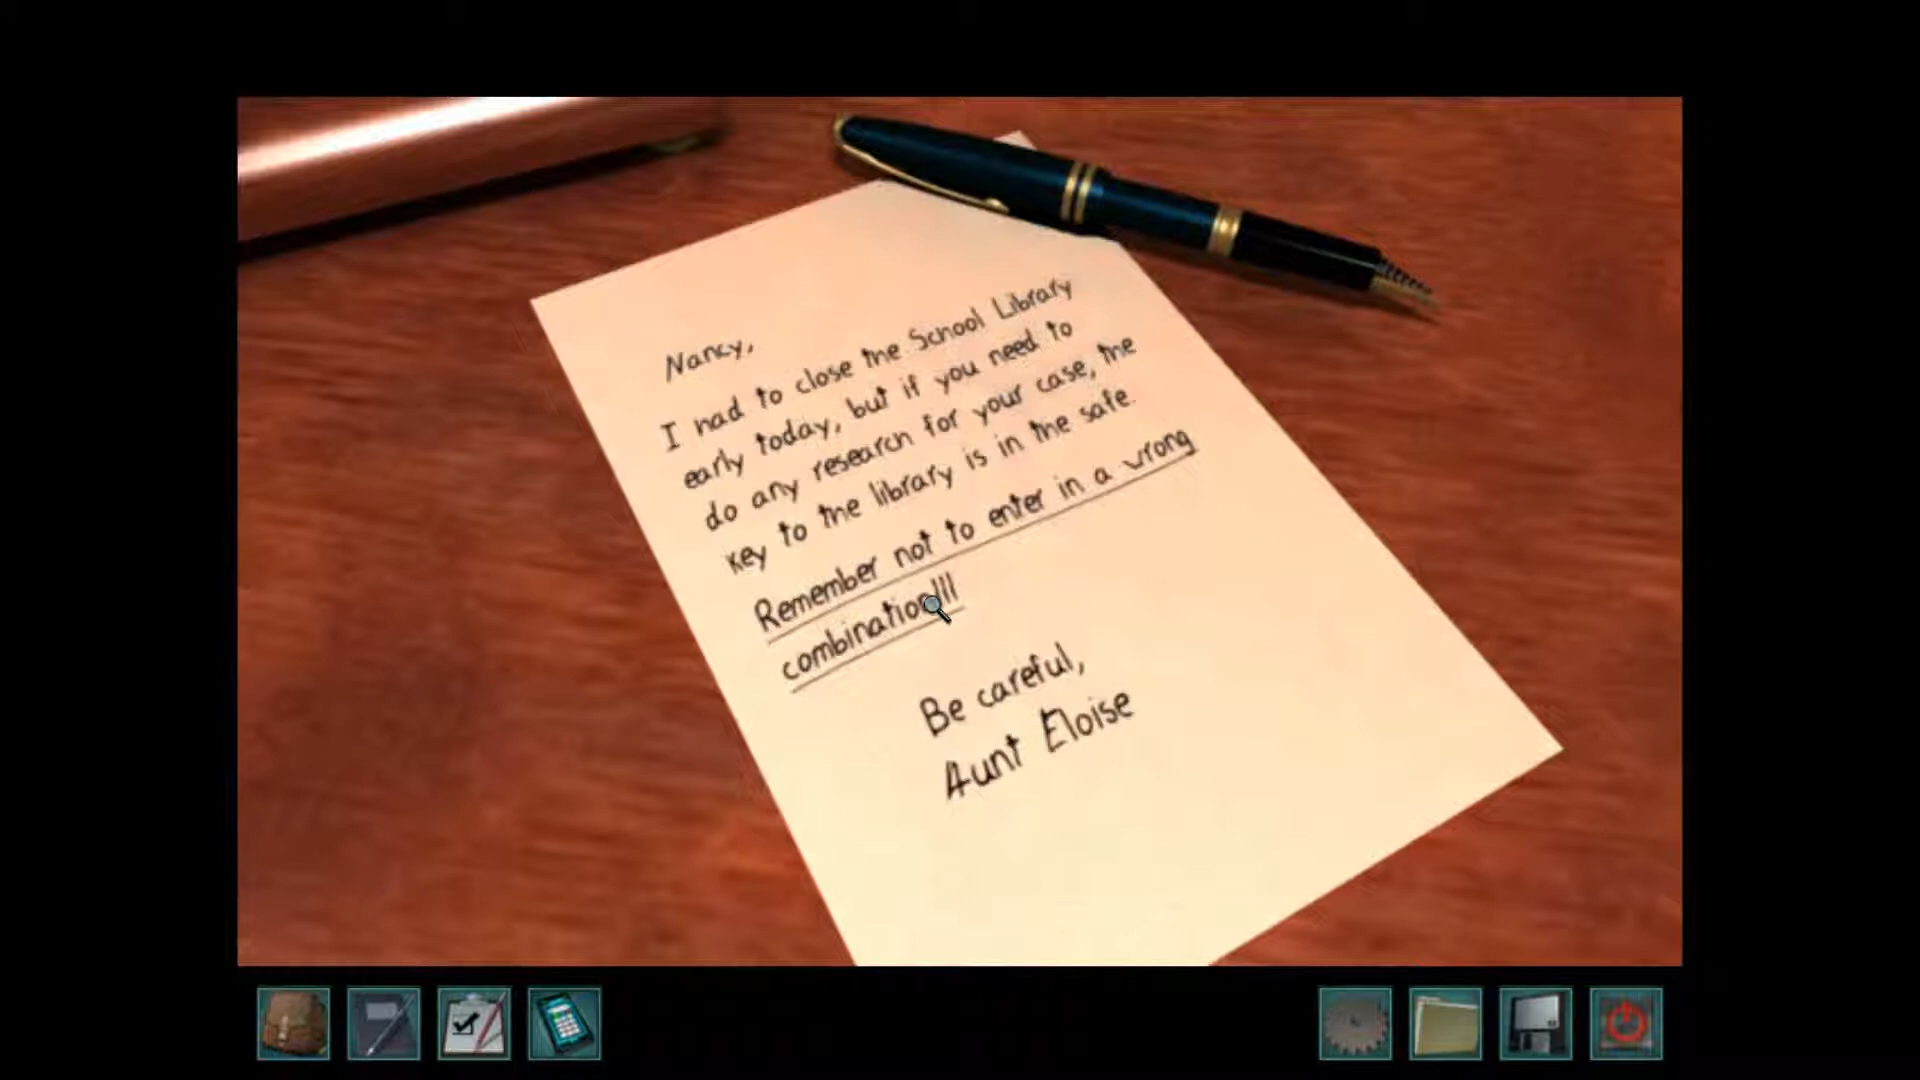 Nancy,
I had to close the School Library
early today, but if you need to
do any research for your case, the
key to the library is in the safe.
Remember not to enter in a wrong
combination!!!
Be careful,
Aunt Eloise